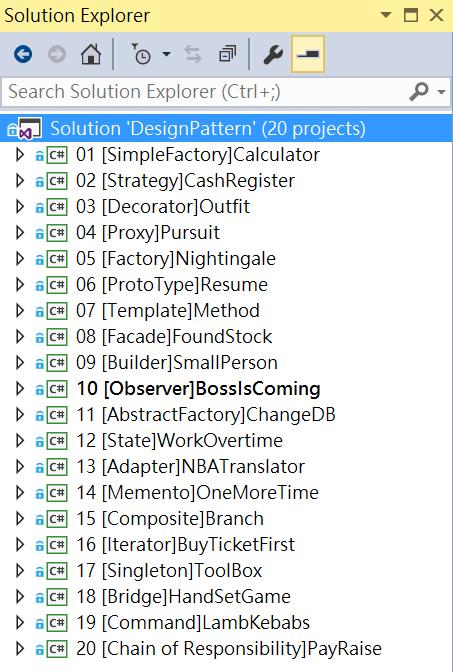 Solution Explorer
Search Solution Explorer (Ctrl+;)
Solution 'DesignPattern' (20 projects)
C# 01 [SimpleFactory]Calculator
C# 02 [Strategy]CashRegister
C# 03 [Decorator]Outfit
C# 04 [Proxy]Pursuit
C# 05 [Factory]Nightingale
C# 06 [ProtoType]Resume
C# 07 [Template]Method
C# 08 [Facade]FoundStock
C# 09 [Builder]SmallPerson
C# 10 [Observer]BossIsComing
C# 11 [AbstractFactory]ChangeDB
C# 12 [State]WorkOvertime
C# 13 [Adapter]NBATranslator
C# 14 [Memento]OneMoreTime
C# 15 [Composite]Branch
C# 16 [Iterator]BuyTicketFirst
C# 17 [Singleton]ToolBox
C# 18 [Bridge]HandSetGame
C# 19 [Command]LambKebabs
C# 20 [Chain of Responsibility]PayRaise